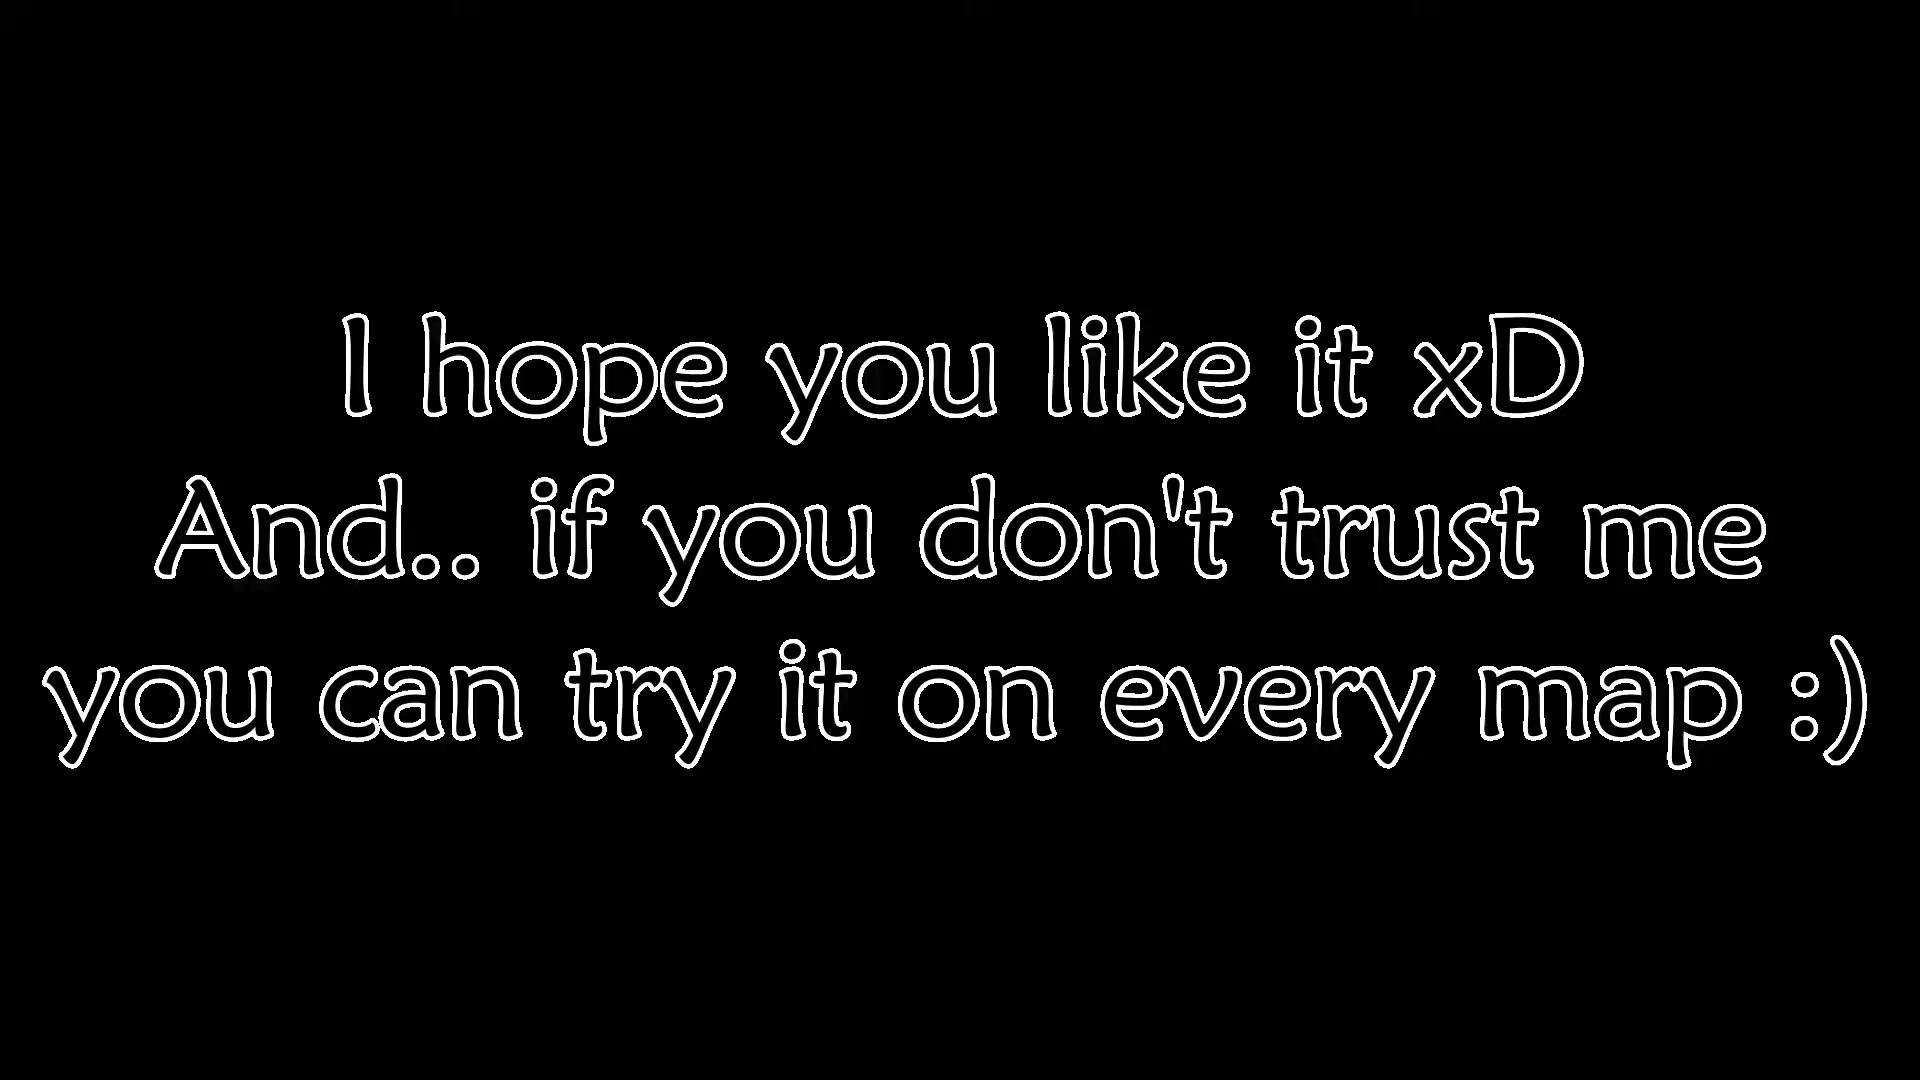 I hope you like it xD
And.. if you don't trust me
you can try it on every map :)